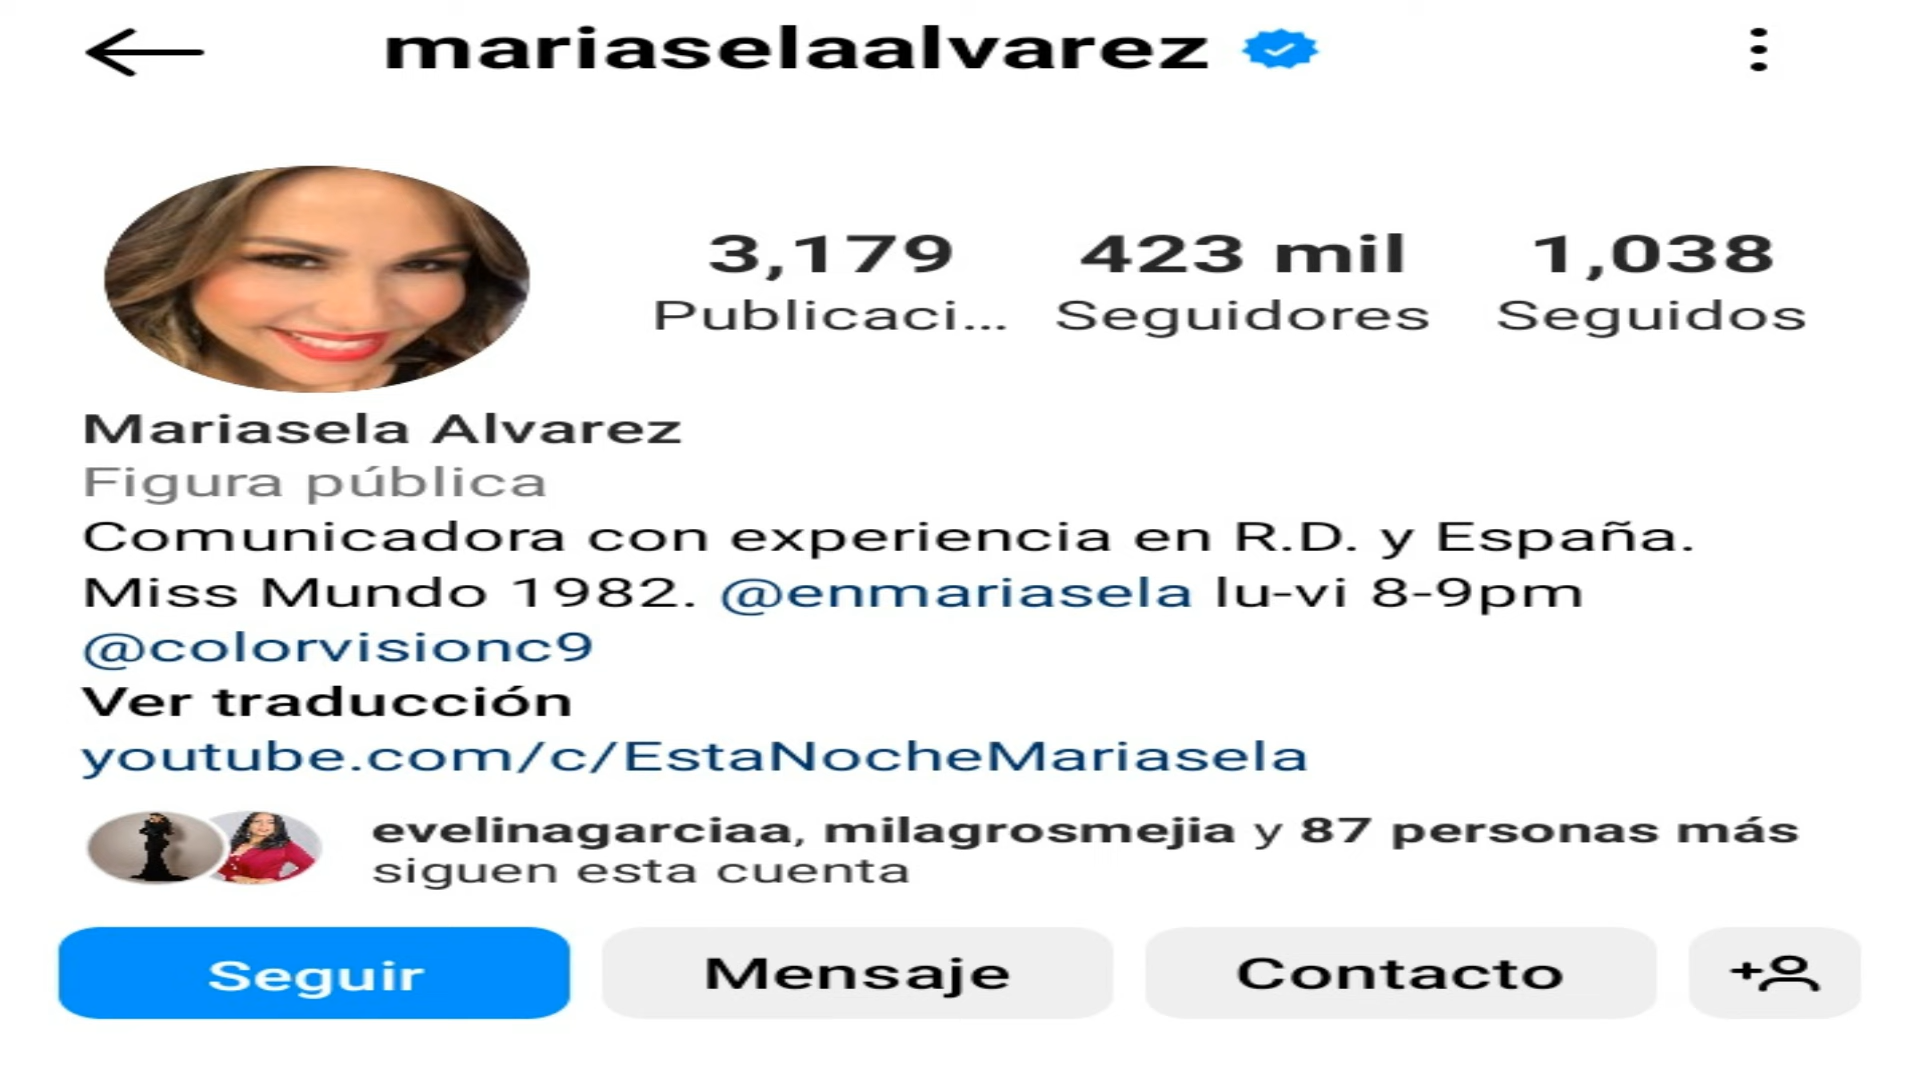 mariaselaalvarez
3,179 423 mil 1,038
Publicaci... Seguidores Seguidos
Mariasela Alvarez
Figura pública
Comunicadora con experiencia en R.D. y España.
Miss Mundo 1982. @enmariasela lu-vi 8-9pm
@colorvisionc9
Ver traducción
youtube.com/c/EstaNocheMariasela
evelinagarciaa, milagrosmejia y 87 personas más
siguen esta cuenta
Seguir Mensaje Contacto